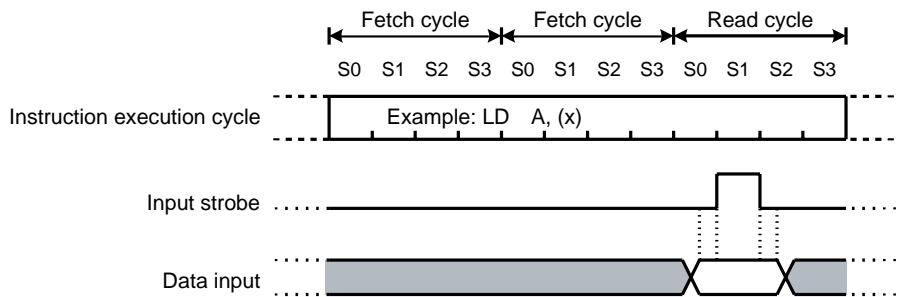 Fetch cycle Fetch cycle Read cycle
S0 S1 S2 S3 S0 S1 S2 S3 S0 S1 S2 S3
Instruction execution cycle Example: LD A, (x)
Input strobe
Data input